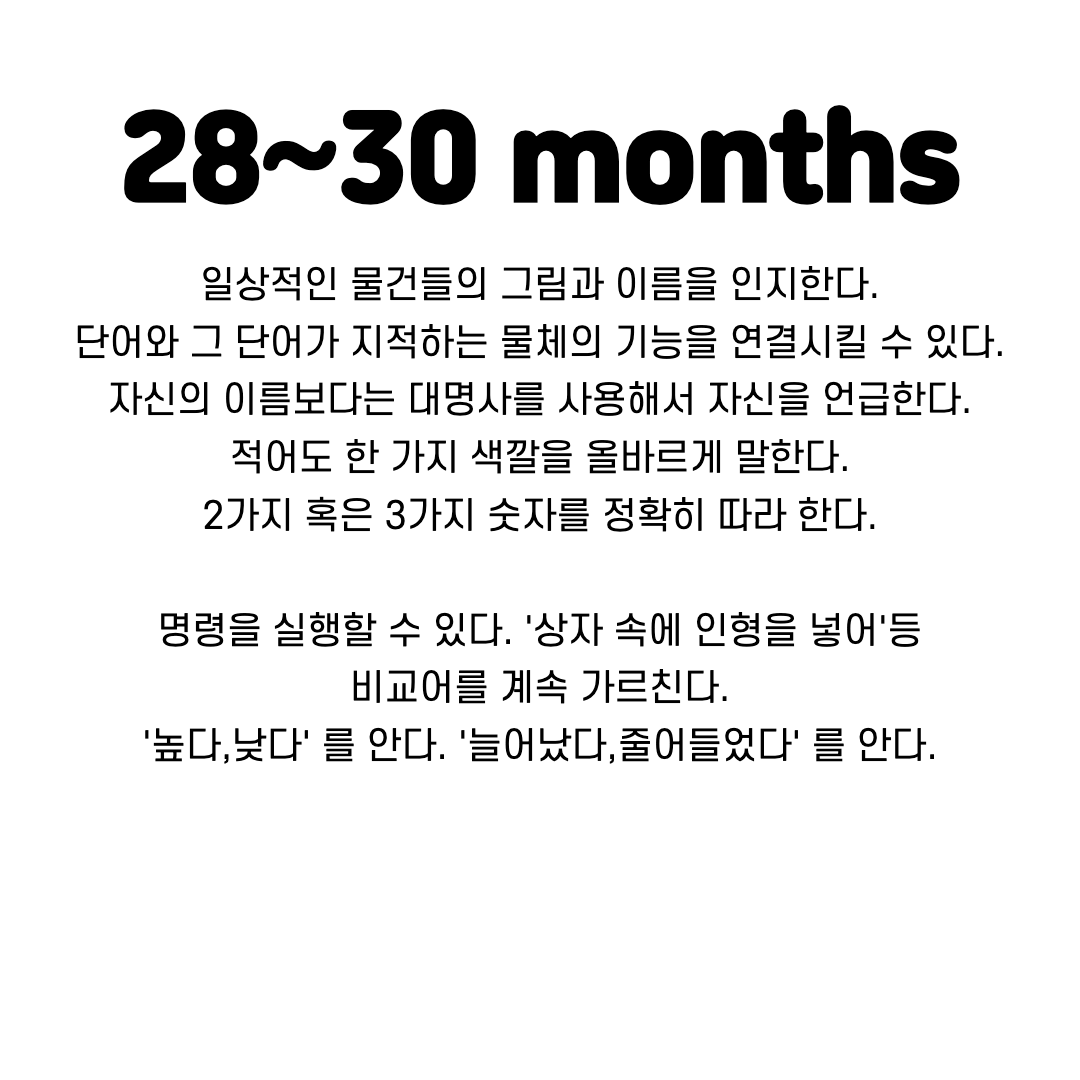 28~30 months
일상적인 물건들의 그림과 이름을 인지한다.
단어와 그 단어가 지적하는 물체의 기능을 연결시킬 수 있다.
자신의 이름보다는 대명사를 사용해서 자신을 언급한다.
적어도 한 가지 색깔을 올바르게 말한다.
2가지 혹은 3가지 숫자를 정확히 따라 한다.
명령을 실행할 수 있다. '상자 속에 인형을 넣어'등
비교어를 계속 가르친다.
'높다,낮다' 를 안다. '늘어났다,줄어들었다' 를 안다.